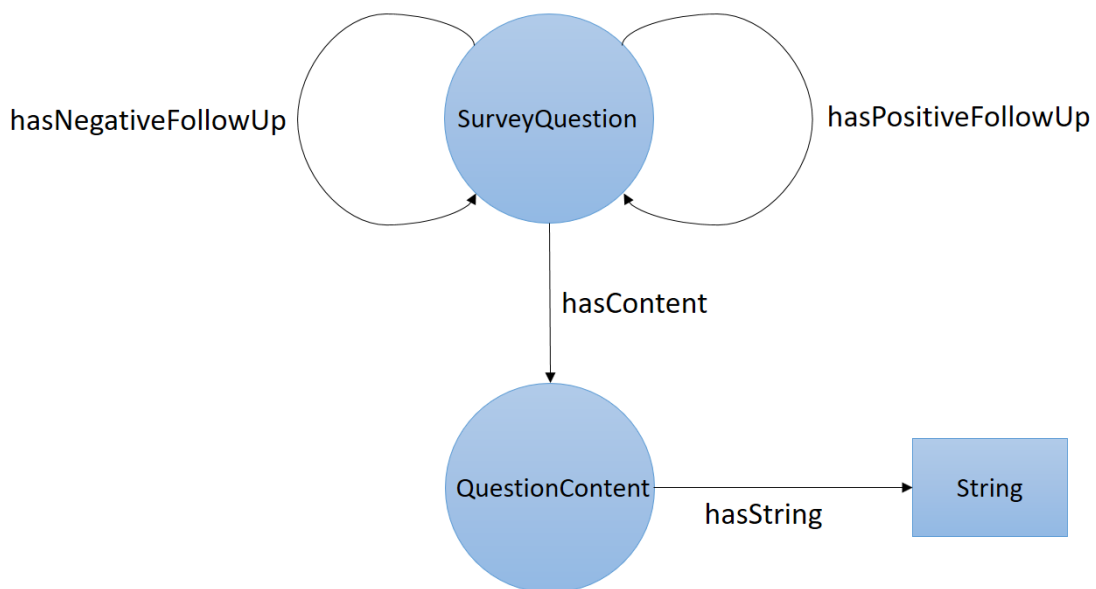 SurveyQuestion
hasNegativeFollowUp
hasPositiveFollowUp
hasContent
QuestionContent
String
hasString